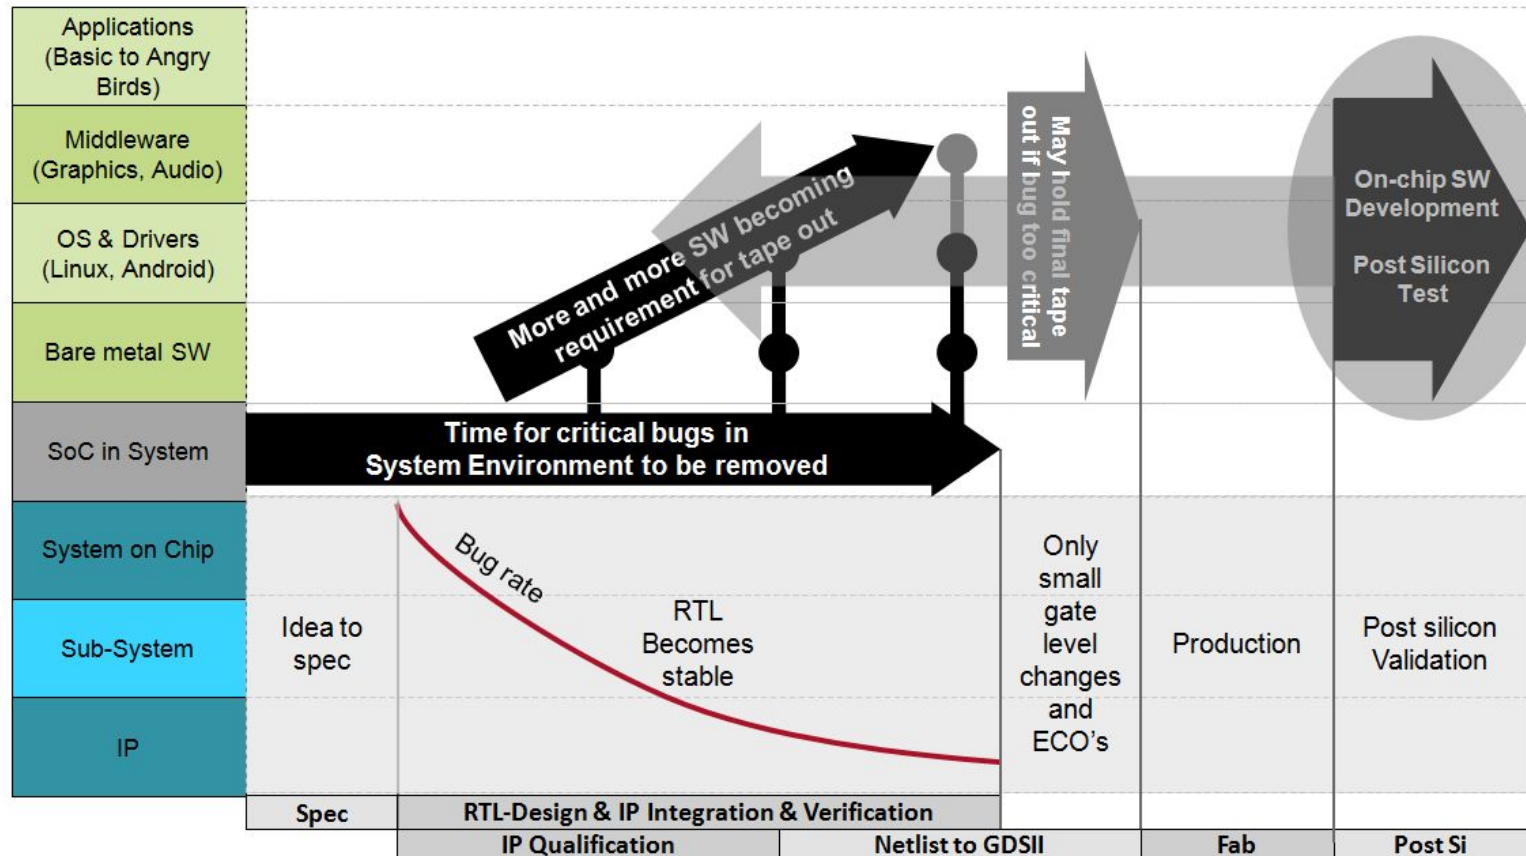 Applications
(Basic to Angry
Birds)
Middleware
(Graphics, Audio)
OS & Drivers
(Linux, Android)
Bare metal SW
SoC in System
System on Chip
Sub-System
IP
More and more SW becoming
requirement for tape out
May hold final tape
out if bug too critical
On-chip SW
Development
Post Silicon
Test
Time for critical bugs in
System Environment to be removed
Idea to
spec
Bug rate
RTL
Becomes
stable
Only
small
gate
level
changes
and
ECO's
Production
Post silicon
Validation
Spec
RTL-Design & IP Integration & Verification
IP Qualification
Netlist to GDSII
Fab
Post Si